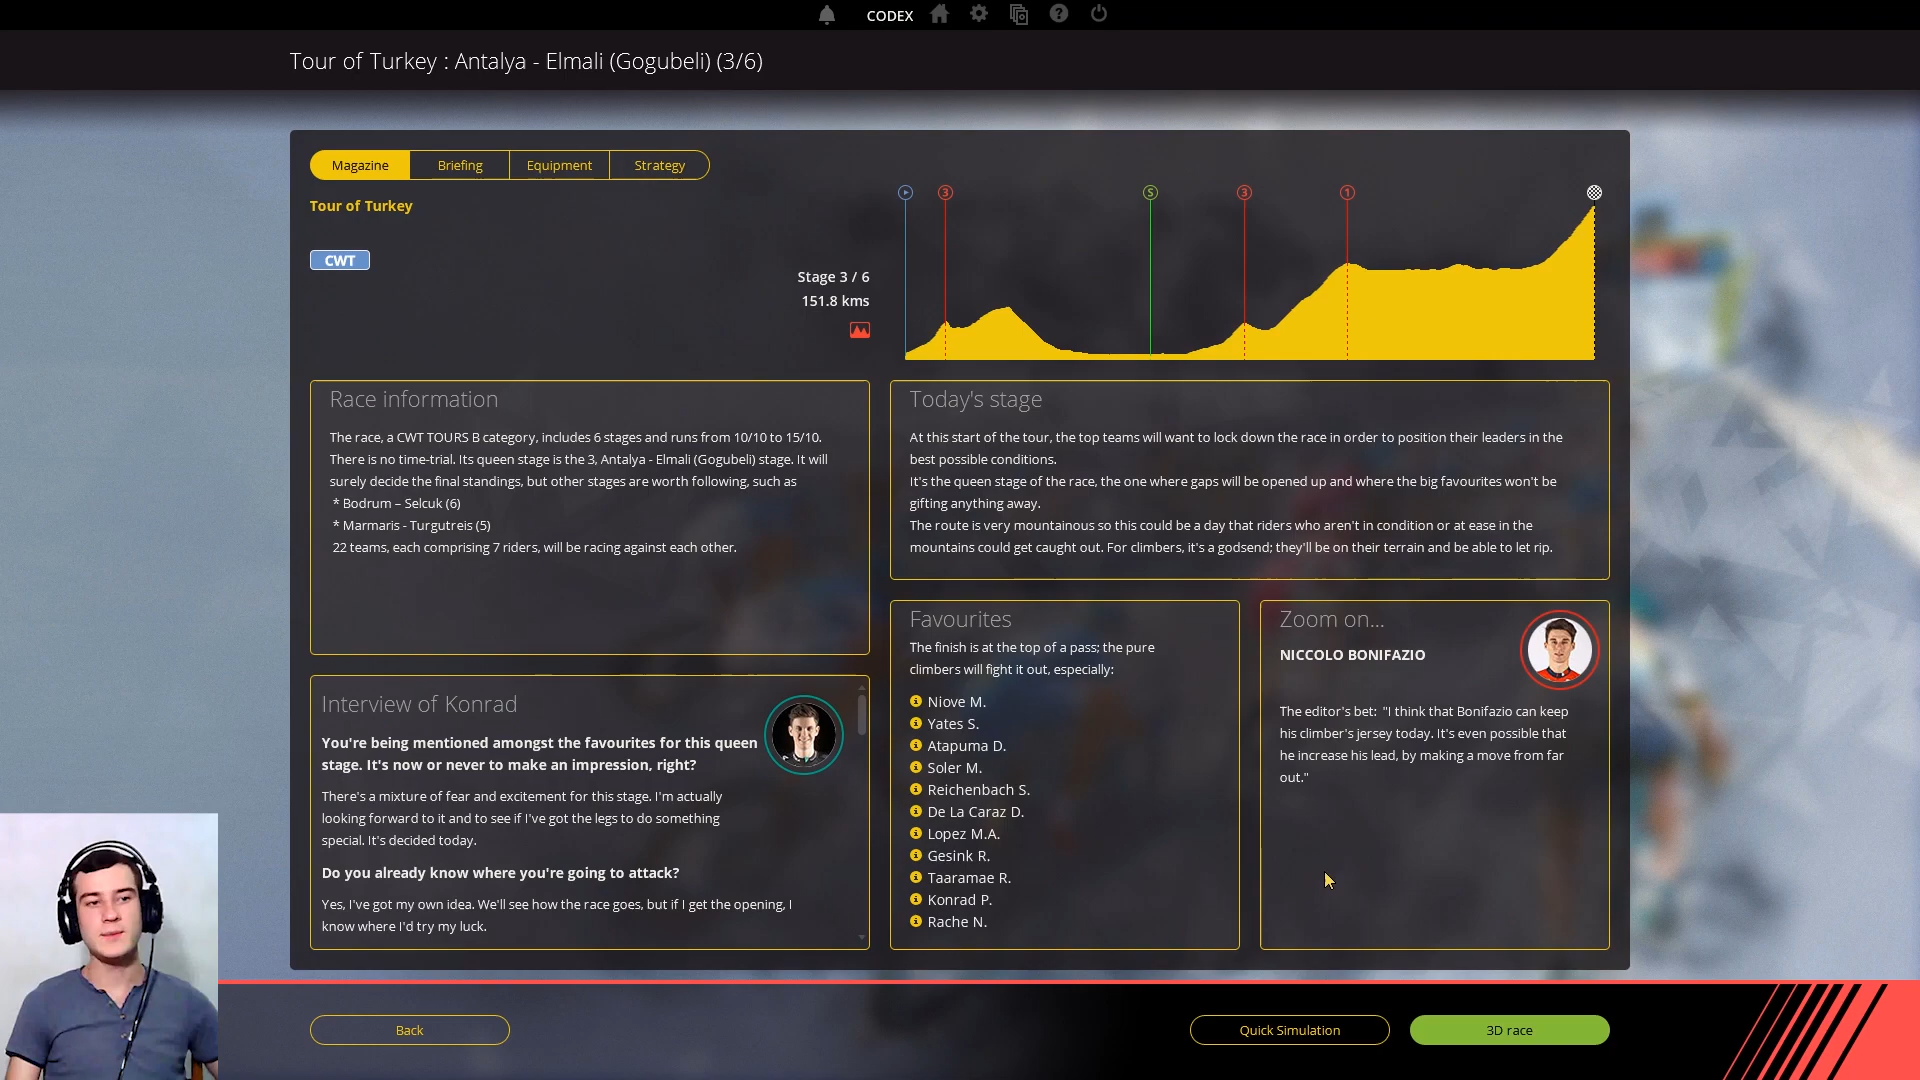 CODEX
Tour of Turkey : Antalya - Elmali (Gogubeli) (3/6)
Magazine
Briefing
Equipment
Strategy
Tour of Turkey
CWT
Stage 3 / 6
151.8 kms
3
S
3
1
Race information
The race, a CWT TOURS B category, includes 6 stages and runs from 10/10 to 15/10.
There is no time-trial. Its queen stage is the 3, Antalya - Elmali (Gogubeli) stage. It will
surely decide the final standings, but other stages are worth following, such as
* Bodrum – Selcuk (6)
* Marmaris - Turgutreis (5)
22 teams, each comprising 7 riders, will be racing against each other.
Today's stage
At this start of the tour, the top teams will want to lock down the race in order to position their leaders in the
best possible conditions.
It's the queen stage of the race, the one where gaps will be opened up and where the big favourites won't be
gifting anything away.
The route is very mountainous so this could be a day that riders who aren't in condition or at ease in the
mountains could get caught out. For climbers, it's a godsend; they'll be on their terrain and be able to let rip.
Interview of Konrad
You're being mentioned amongst the favourites for this queen
stage. It's now or never to make an impression, right?
There's a mixture of fear and excitement for this stage. I'm actually
looking forward to it and to see if I've got the legs to do something
special. It's decided today.
Do you already know where you're going to attack?
Yes, I've got my own idea. We'll see how the race goes, but if I get the opening, I
know where I'd try my luck.
Favourites
The finish is at the top of a pass; the pure
climbers will fight it out, especially:
Niove M.
Yates S.
Atapuma D.
Soler M.
Reichenbach S.
De La Caraz D.
Lopez M.A.
Gesink R.
Taaramae R.
Konrad P.
Rache N.
Zoom on...
NICCOLO BONIFAZIO
The editor's bet: "I think that Bonifazio can keep
his climber's jersey today. It's even possible that
he increase his lead, by making a move from far
out."
Back
Quick Simulation
3D race